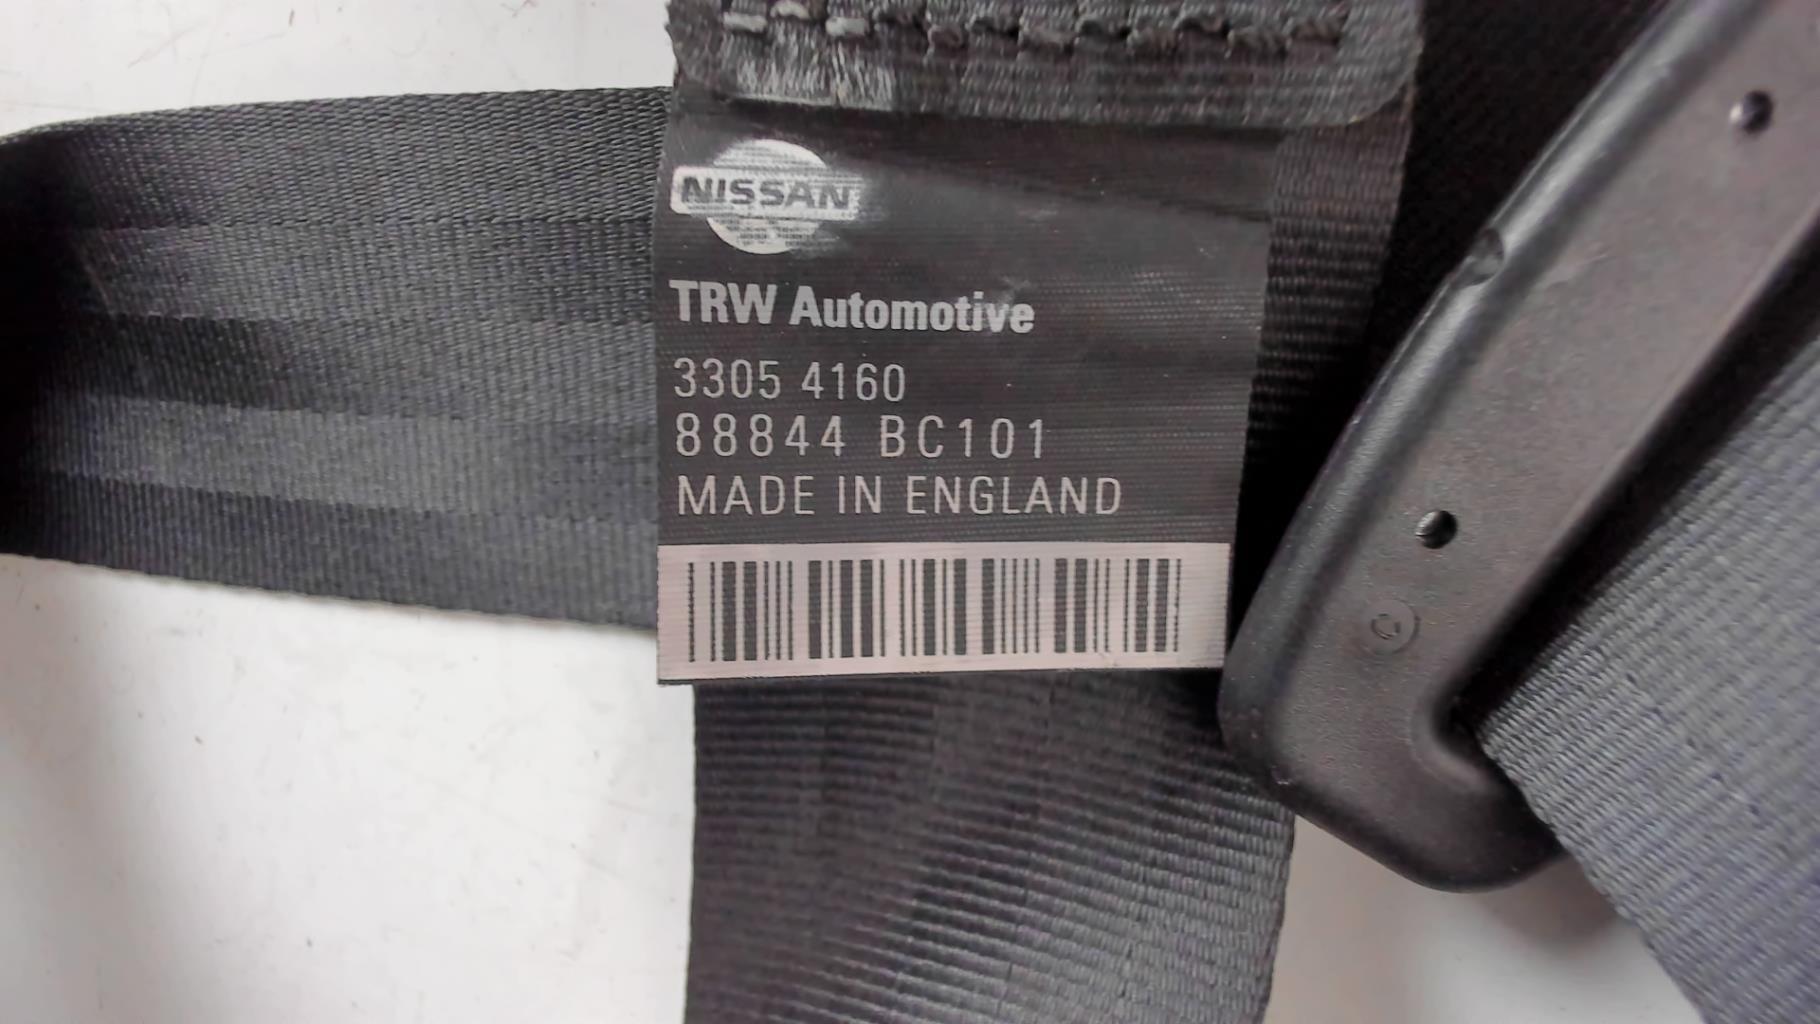 NISSAN
TRW Automotive
3305 4160
88844 BC101
MADE IN ENGLAND